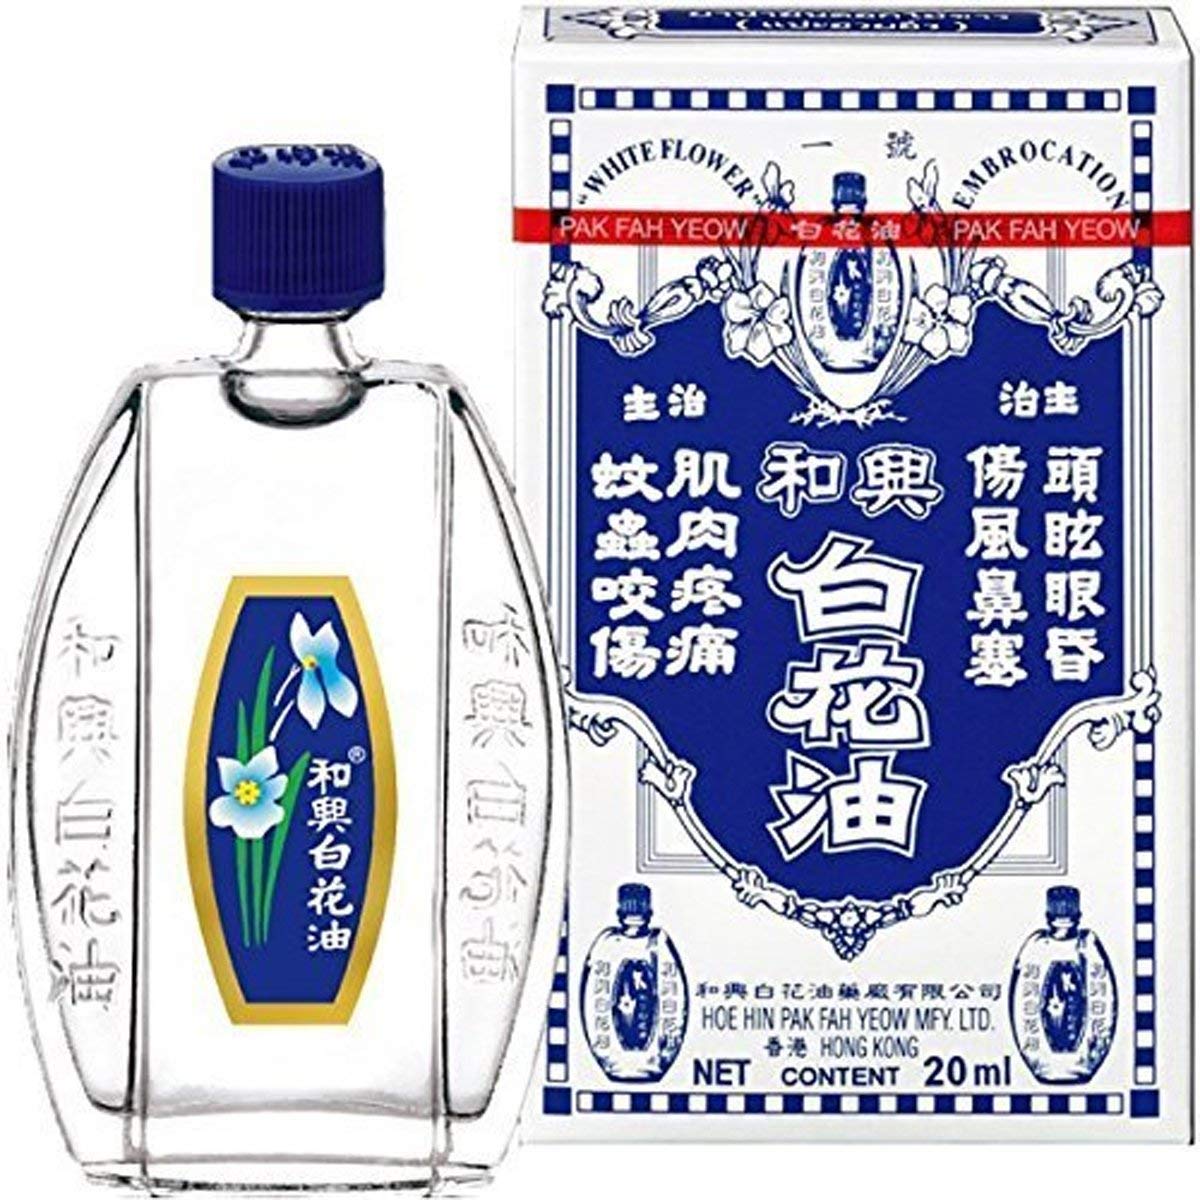 和興白花油®
和興白花油
和興白花油
一號
"WHITE FLOWER" EMBROCATION
PAK FAH YEOW 白花油 PAK FAH YEOW
主治
頭眩眼昏
傷風鼻塞
和興
白花油
主治
肌肉疼痛
蚊蟲咬傷
和興白花油藥廠有限公司
HOE HIN PAK FAH YEOW MFY. LTD.
香港 HONG KONG
NET CONTENT 20 ml